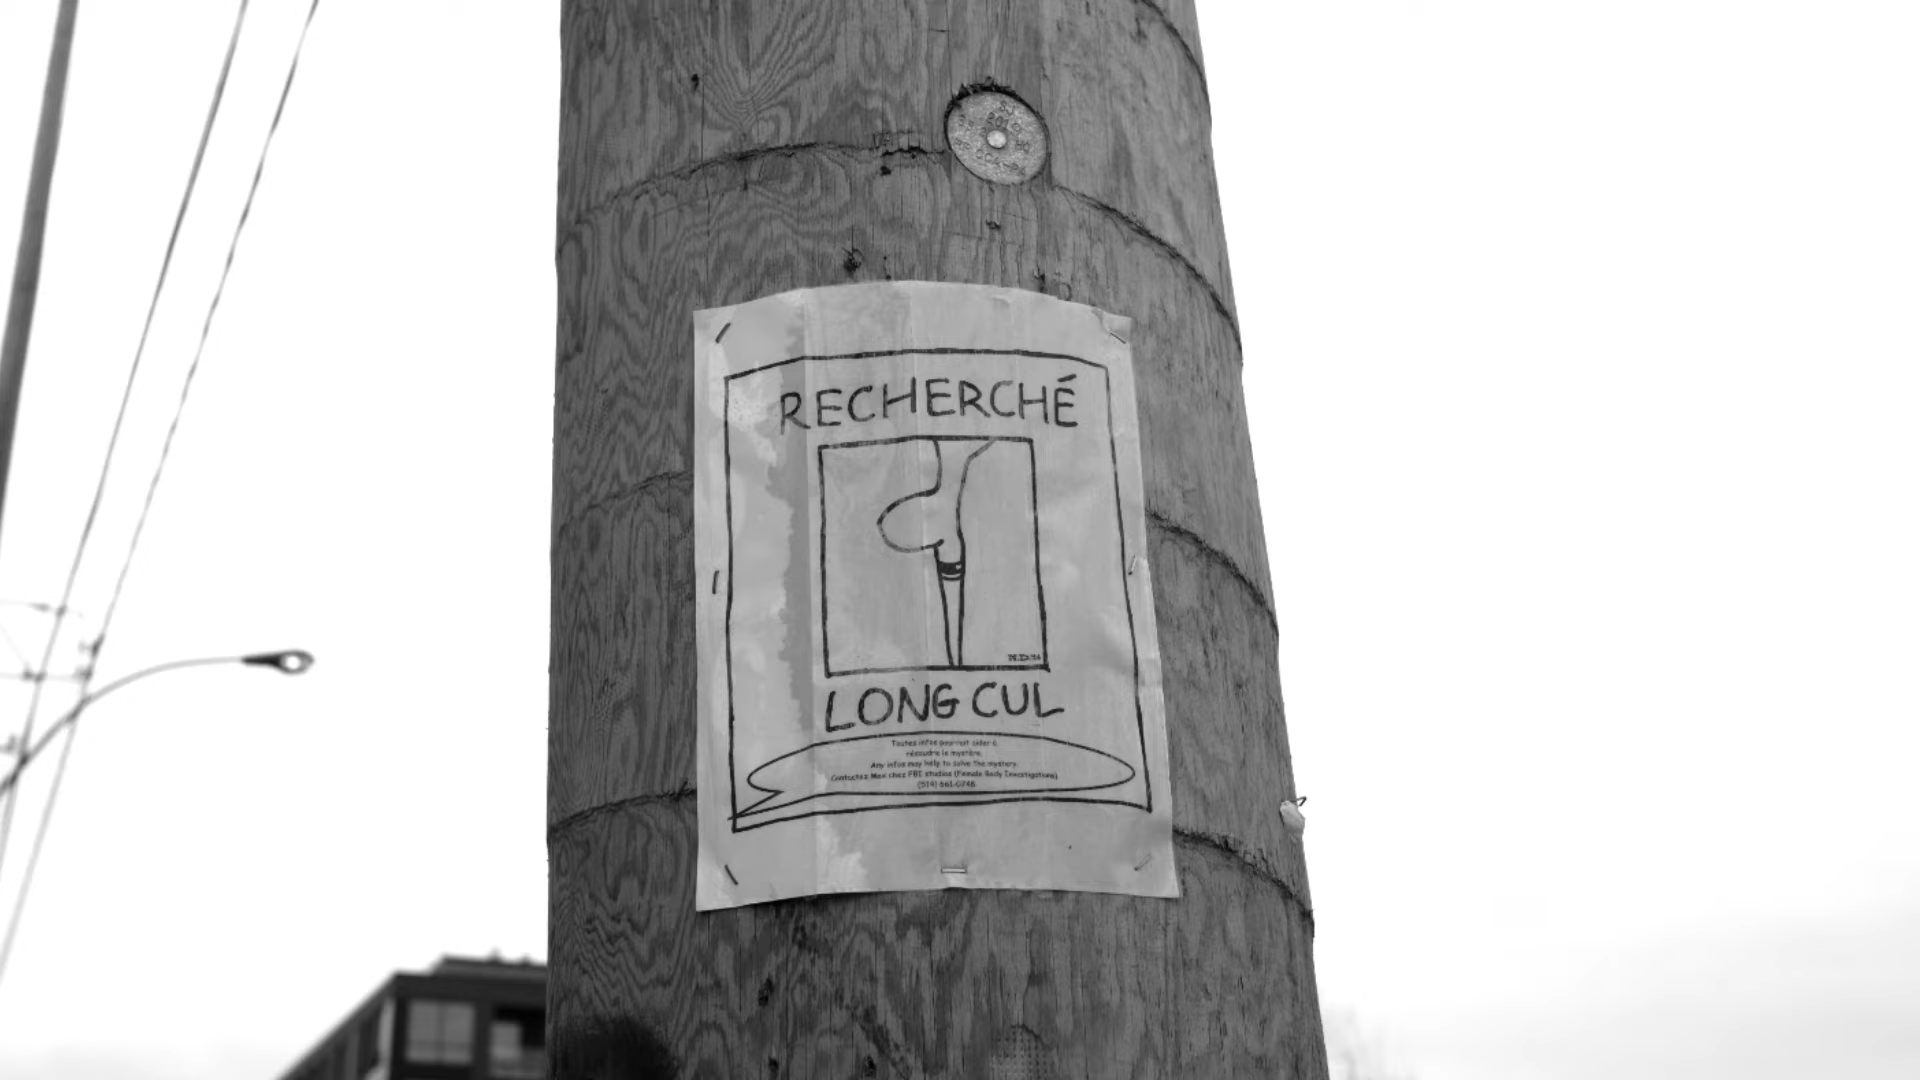 RECHERCHÉ
LONG CUL
Toutes infos pourrait aider à
résoudre le mystère.
Any infos may help to solve the mystery.
Contactez Max chez FBI studios (Female Body Investigations)
(514) 661-0746